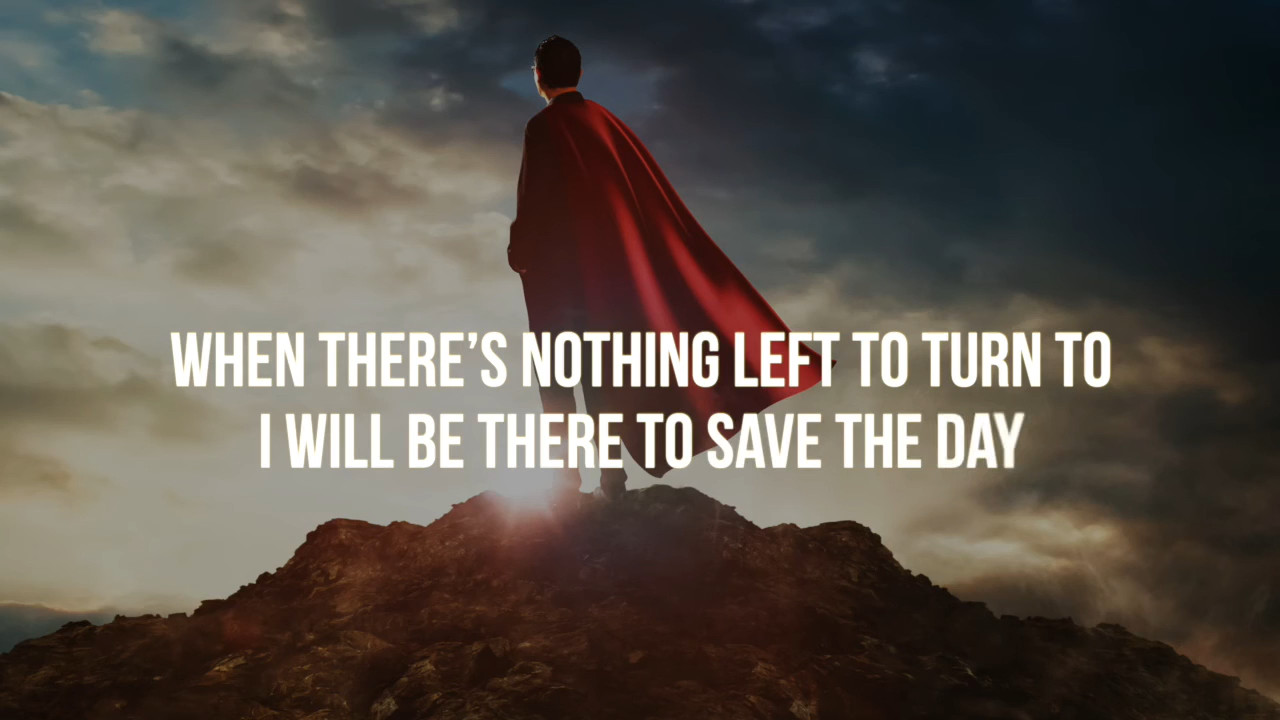 WHEN THERE’S NOTHING LEFT TO TURN TO
I WILL BE THERE TO SAVE THE DAY